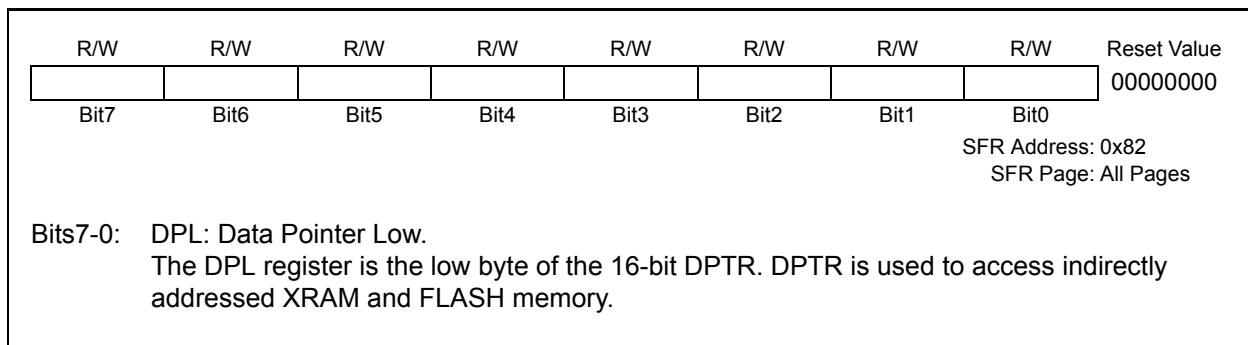 R/W R/W R/W R/W R/W R/W R/W R/W Reset Value
00000000
Bit7 Bit6 Bit5 Bit4 Bit3 Bit2 Bit1 Bit0
SFR Address: 0x82
SFR Page: All Pages
Bits7-0: DPL: Data Pointer Low.
The DPL register is the low byte of the 16-bit DPTR. DPTR is used to access indirectly
addressed XRAM and FLASH memory.